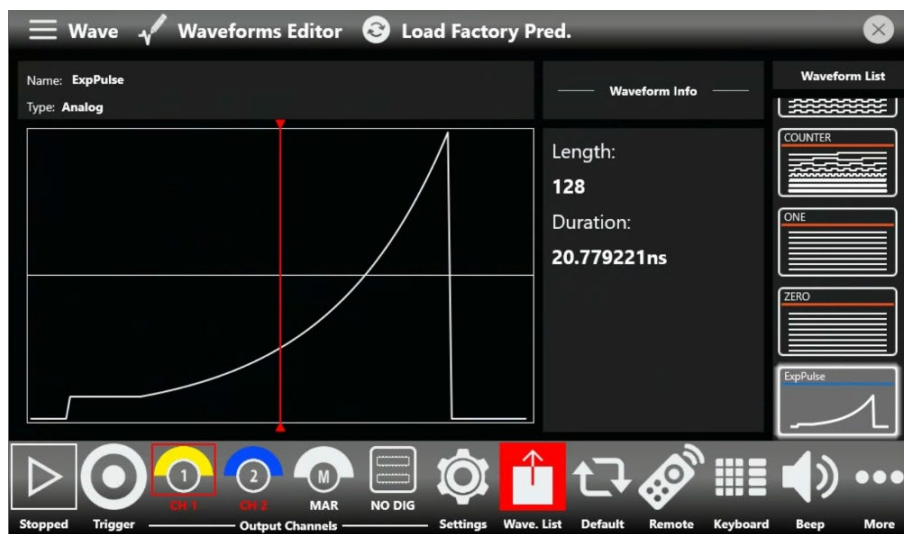 Wave Waveforms Editor Load Factory Pred.
Name: ExpPulse
Type: Analog
Waveform Info
Length:
128
Duration:
20.779221ns
Waveform List
COUNTER
ONE
ZERO
ExpPulse
1 2 M
CH 1 CH 2 MAR NO DIG
Stopped Trigger Output Channels Settings Wave. List Default Remote Keyboard Beep More